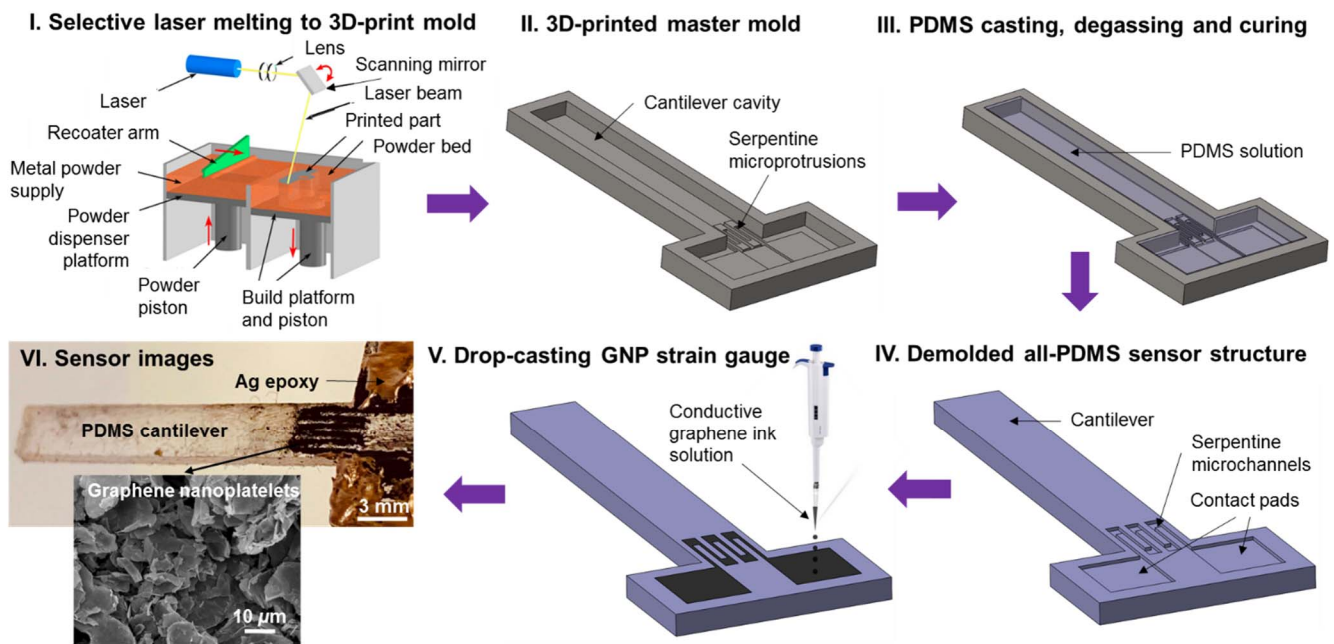 I. Selective laser melting to 3D-print mold
Lens
Scanning mirror
Laser
Laser beam
Recoater arm
Printed part
Metal powder
supply
Powder bed
Powder
dispenser
platform
Powder
piston
Build platform
and piston
II. 3D-printed master mold
Cantilever cavity
Serpentine
microprotrusions
III. PDMS casting, degassing and curing
PDMS solution
IV. Demolded all-PDMS sensor structure
Cantilever
Serpentine
microchannels
Contact pads
V. Drop-casting GNP strain gauge
Conductive
graphene ink
solution
VI. Sensor images
Ag epoxy
PDMS cantilever
Graphene nanoplatelets
3 mm
10 µm